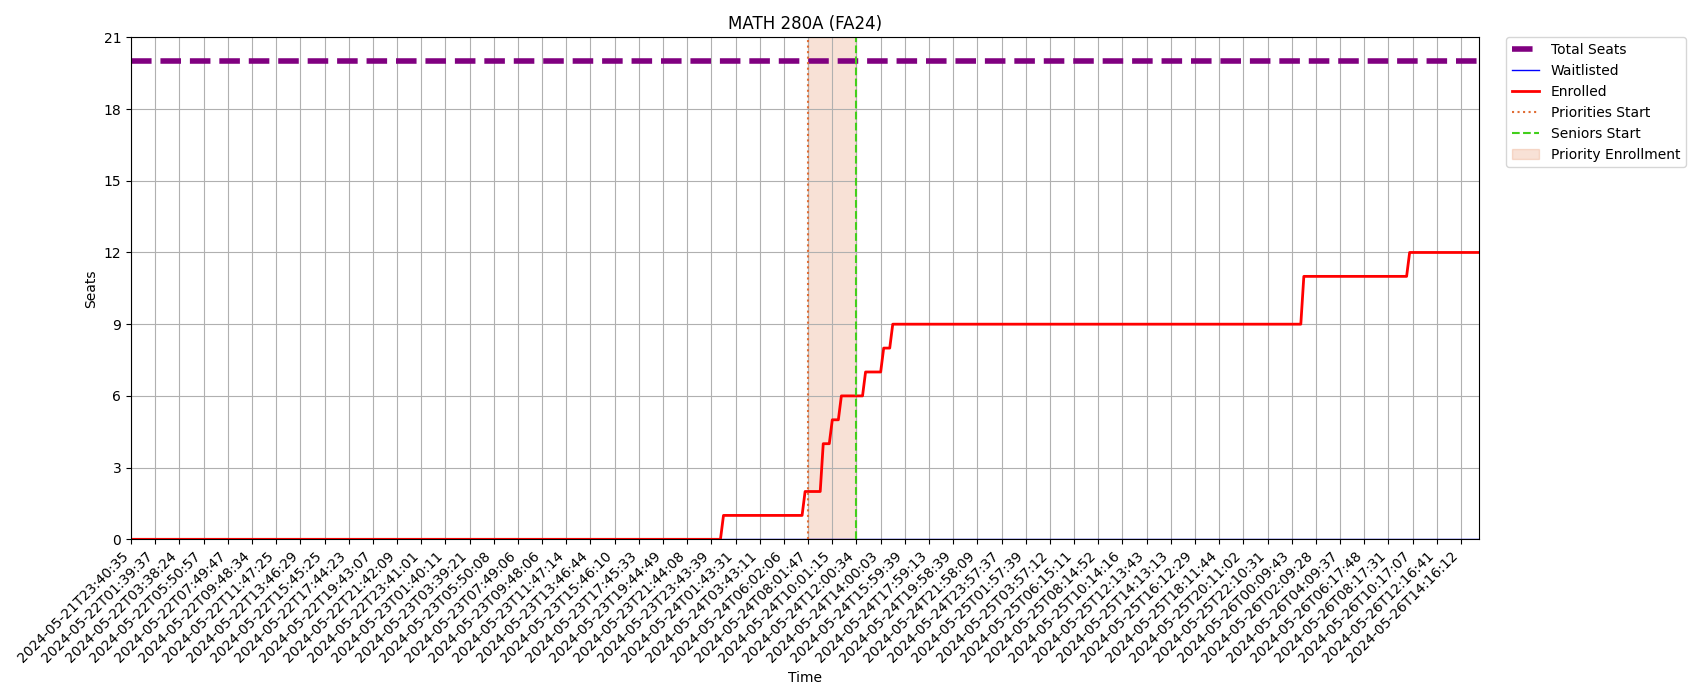 MATH 280A (FA24)
21
18
15
12
9
6
3
0
Seats
2024-05-21T23:40:35
2024-05-22T01:39:37
2024-05-22T03:38:24
2024-05-22T05:50:57
2024-05-22T07:49:47
2024-05-22T09:48:34
2024-05-22T11:47:25
2024-05-22T13:46:29
2024-05-22T15:45:25
2024-05-22T17:44:23
2024-05-22T19:43:07
2024-05-22T21:42:09
2024-05-22T23:41:01
2024-05-23T01:40:11
2024-05-23T03:39:21
2024-05-23T05:50:08
2024-05-23T07:49:06
2024-05-23T09:48:06
2024-05-23T11:47:14
2024-05-23T13:46:44
2024-05-23T15:46:10
2024-05-23T17:45:33
2024-05-23T19:44:49
2024-05-23T21:44:08
2024-05-23T23:43:39
2024-05-24T01:43:31
2024-05-24T03:43:11
2024-05-24T06:02:06
2024-05-24T08:01:47
2024-05-24T10:01:15
2024-05-24T12:00:34
2024-05-24T14:00:03
2024-05-24T15:59:39
2024-05-24T17:59:13
2024-05-24T19:58:39
2024-05-24T21:58:09
2024-05-24T23:57:37
2024-05-25T01:57:39
2024-05-25T03:57:12
2024-05-25T06:15:11
2024-05-25T08:14:52
2024-05-25T10:14:16
2024-05-25T12:13:43
2024-05-25T14:13:13
2024-05-25T16:12:29
2024-05-25T18:11:44
2024-05-25T20:11:02
2024-05-25T22:10:31
2024-05-26T00:09:43
2024-05-26T02:09:28
2024-05-26T04:09:37
2024-05-26T06:17:48
2024-05-26T08:17:31
2024-05-26T10:17:07
2024-05-26T12:16:41
2024-05-26T14:16:12
Time
Total Seats
Waitlisted
Enrolled
Priorities Start
Seniors Start
Priority Enrollment